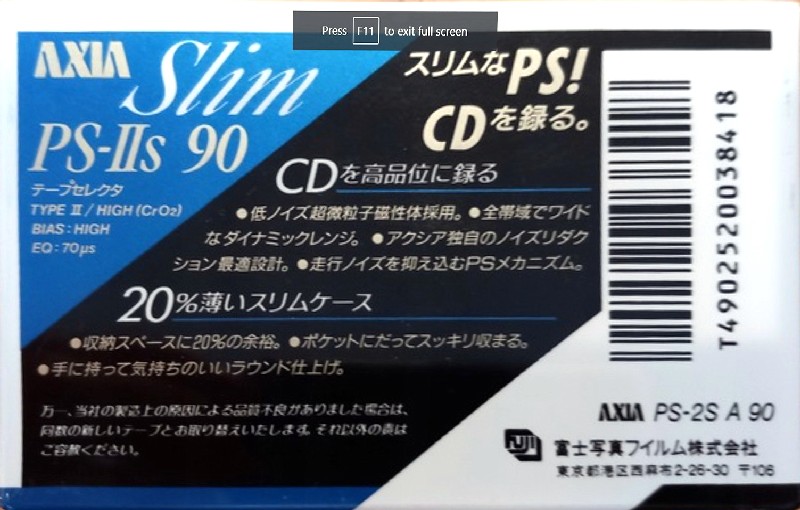 Press F11 to exit full screen
AXIA Slim
PS-IIs 90
テープセレクタ
TYPE II / HIGH (CrO2)
BIAS: HIGH
EQ: 70μs
スリムなPS!
CDを録る。
CDを高品位に録る
●低ノイズ超微粒子磁性体採用。●全帯域でワイド
なダイナミックレンジ。●アクシア独自のノイズリダク
ション最適設計。●走行ノイズを抑え込むPSメカニズム。
20%薄いスリムケース
●収納スペースに20%の余裕。●ポケットにだってスッキリ収まる。
●手に持って気持ちのいいラウンド仕上げ。
万一、当社の製造上の原因による品質不良がありました場合は、
同数の新しいテープとお取り替えいたします。それ以外の責は
ご容赦ください。
T4902520038418
AXIA PS-2S A 90
FUJI 富士写真フイルム株式会社
東京都港区西麻布2-26-30 〒106